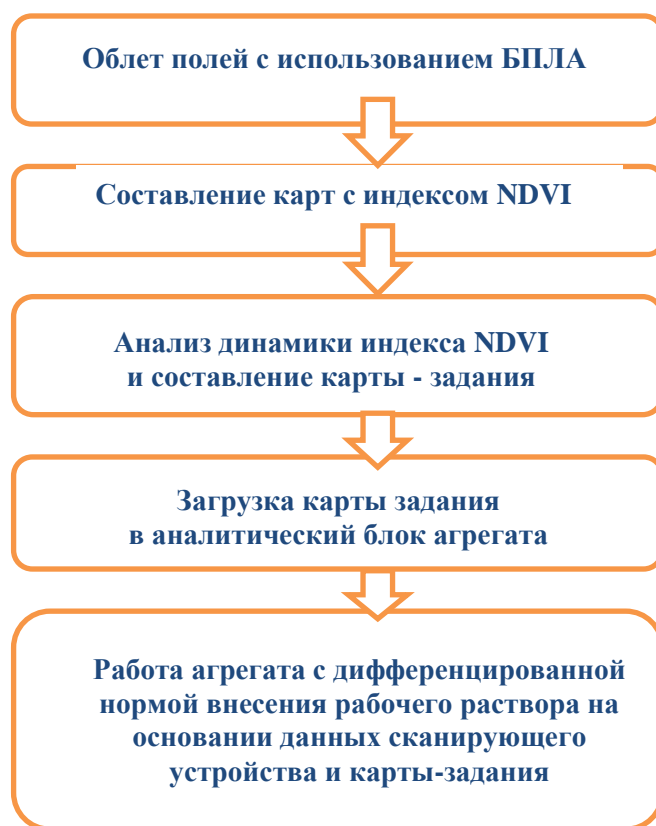 Облет полей с использованием БПЛА
Составление карт с индексом NDVI
Анализ динамики индекса NDVI
и составление карты - задания
Загрузка карты задания
в аналитический блок агрегата
Работа агрегата с дифференцированной
нормой внесения рабочего раствора на
основании данных сканирующего
устройства и карты-задания